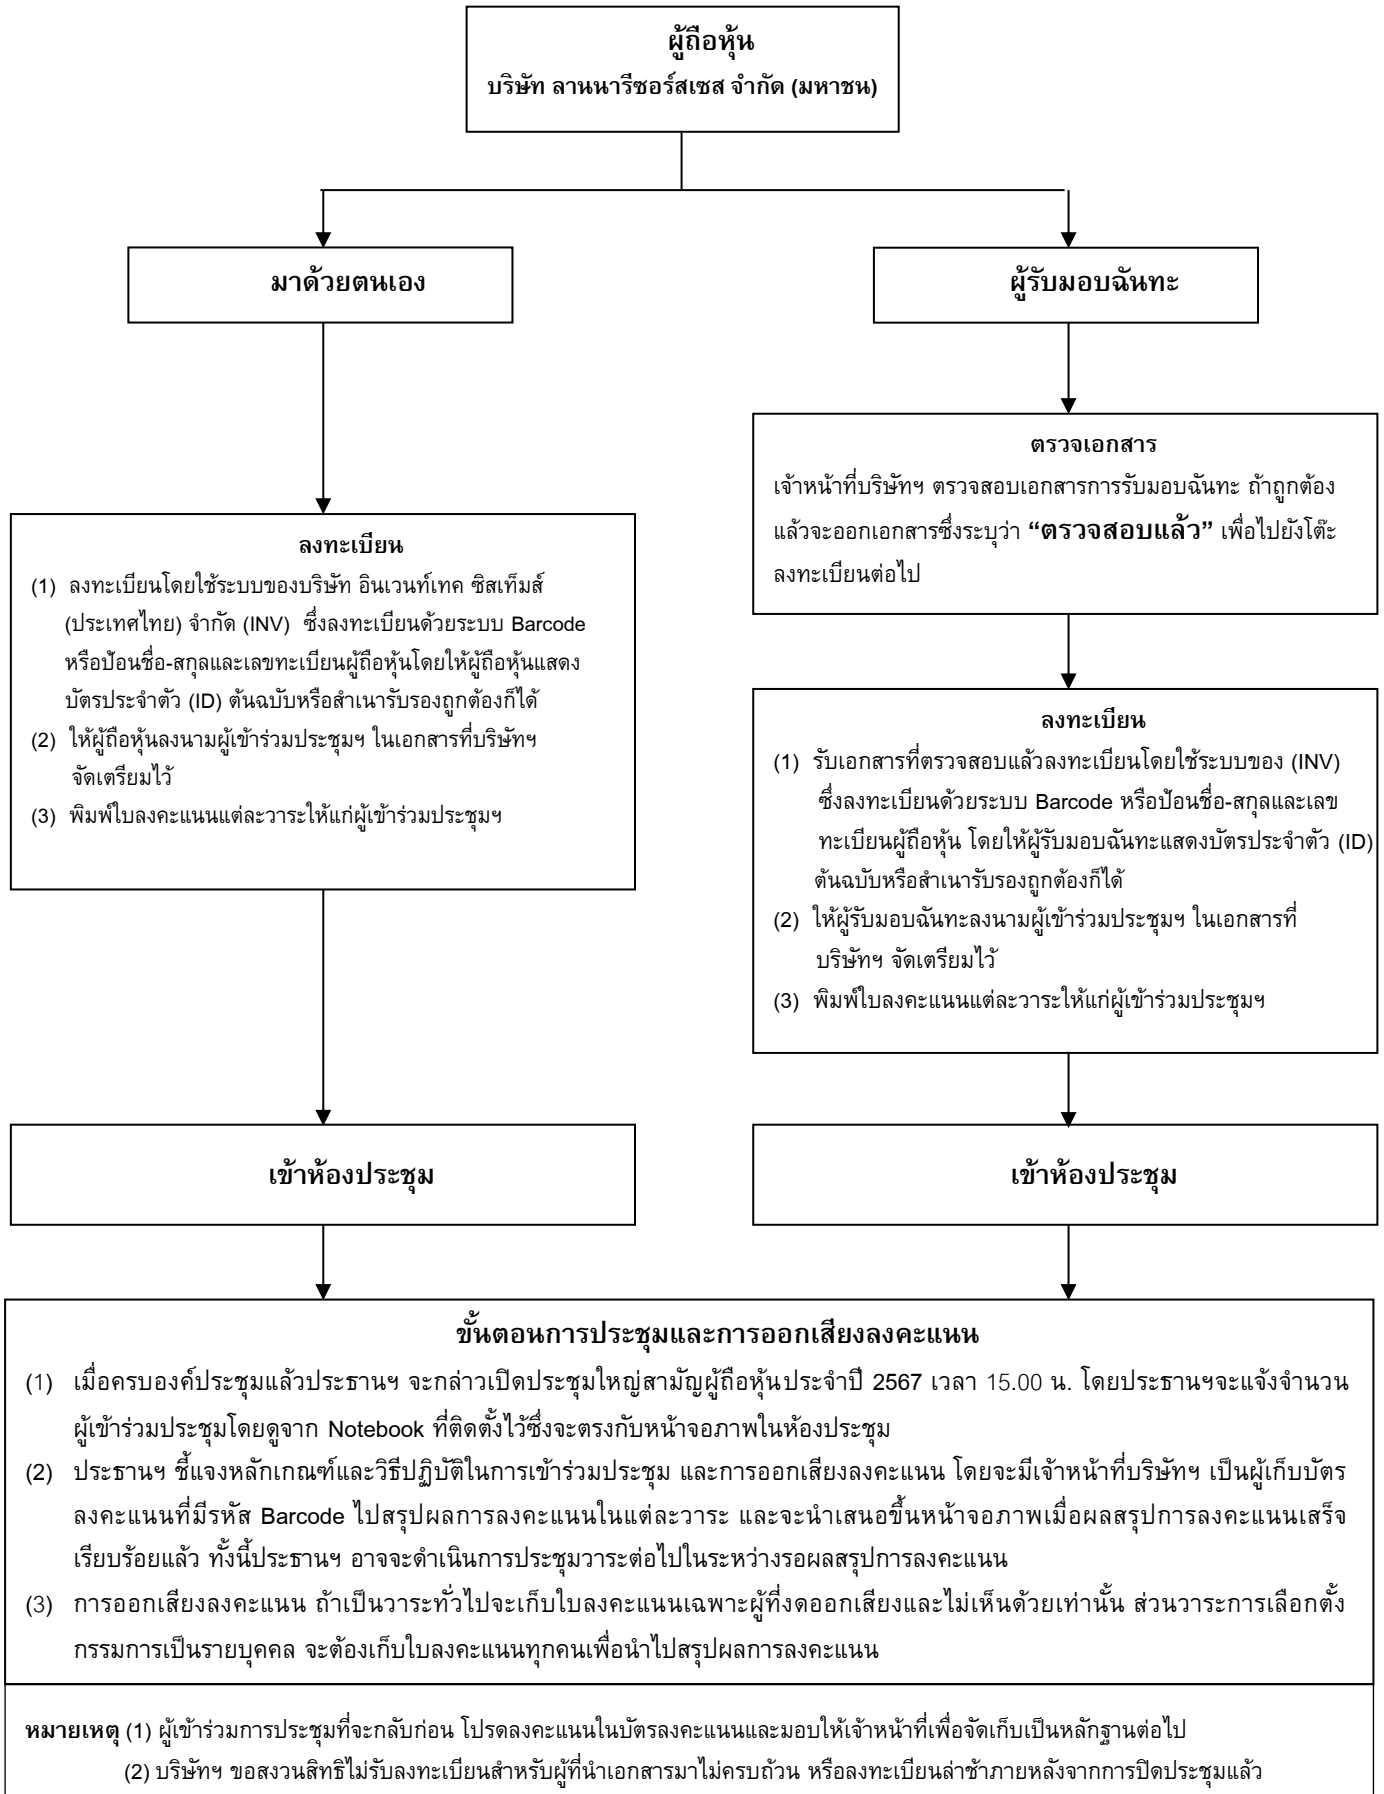 ผู้ถือหุ้น
บริษัท ลานนารีซอร์สเซส จำกัด (มหาชน)
มาด้วยตนเอง
ผู้รับมอบฉันทะ
ตรวจเอกสาร
เจ้าหน้าที่บริษัทฯ ตรวจสอบเอกสารการรับมอบฉันทะ ถ้าถูกต้อง
แล้วจะออกเอกสารซึ่งระบุว่า “ตรวจสอบแล้ว” เพื่อไปยังโต๊ะ
ลงทะเบียนต่อไป
ลงทะเบียน
(1) ลงทะเบียนโดยใช้ระบบของบริษัท อินเวนท์เทค ซิสเท็มส์
(ประเทศไทย) จำกัด (INV) ซึ่งลงทะเบียนด้วยระบบ Barcode
หรือป้อนชื่อ-สกุลและเลขทะเบียนผู้ถือหุ้นโดยให้ผู้ถือหุ้นแสดง
บัตรประจำตัว (ID) ต้นฉบับหรือสำเนารับรองถูกต้องก็ได้
(2) ให้ผู้ถือหุ้นลงนามผู้เข้าร่วมประชุมฯ ในเอกสารที่บริษัทฯ
จัดเตรียมไว้
(3) พิมพ์ใบลงคะแนนแต่ละวาระให้แก่ผู้เข้าร่วมประชุมฯ
ลงทะเบียน
(1) รับเอกสารที่ตรวจสอบแล้วลงทะเบียนโดยใช้ระบบของ (INV)
ซึ่งลงทะเบียนด้วยระบบ Barcode หรือป้อนชื่อ-สกุลและเลข
ทะเบียนผู้ถือหุ้น โดยให้ผู้รับมอบฉันทะแสดงบัตรประจำตัว (ID)
ต้นฉบับหรือสำเนารับรองถูกต้องก็ได้
(2) ให้ผู้รับมอบฉันทะลงนามผู้เข้าร่วมประชุมฯ ในเอกสารที่
บริษัทฯ จัดเตรียมไว้
(3) พิมพ์ใบลงคะแนนแต่ละวาระให้แก่ผู้เข้าร่วมประชุมฯ
เข้าห้องประชุม
เข้าห้องประชุม
ขั้นตอนการประชุมและการออกเสียงลงคะแนน
(1) เมื่อครบองค์ประชุมแล้วประธานฯ จะกล่าวเปิดประชุมใหญ่สามัญผู้ถือหุ้นประจำปี 2567 เวลา 15.00 น. โดยประธานฯจะแจ้งจำนวน
ผู้เข้าร่วมประชุมโดยดูจาก Notebook ที่ติดตั้งไว้ซึ่งจะตรงกับหน้าจอภาพในห้องประชุม
(2) ประธานฯ ชี้แจงหลักเกณฑ์และวิธีปฏิบัติในการเข้าร่วมประชุม และการออกเสียงลงคะแนน โดยจะมีเจ้าหน้าที่บริษัทฯ เป็นผู้เก็บบัตร
ลงคะแนนที่มีรหัส Barcode ไปสรุปผลการลงคะแนนในแต่ละวาระ และจะนำเสนอขึ้นหน้าจอภาพเมื่อผลสรุปการลงคะแนนเสร็จ
เรียบร้อยแล้ว ทั้งนี้ประธานฯ อาจจะดำเนินการประชุมวาระต่อไปในระหว่างรอผลสรุปการลงคะแนน
(3) การออกเสียงลงคะแนน ถ้าเป็นวาระทั่วไปจะเก็บใบลงคะแนนเฉพาะผู้ที่งดออกเสียงและไม่เห็นด้วยเท่านั้น ส่วนวาระการเลือกตั้ง
กรรมการเป็นรายบุคคล จะต้องเก็บใบลงคะแนนทุกคนเพื่อนำไปสรุปผลการลงคะแนน
หมายเหตุ (1) ผู้เข้าร่วมการประชุมที่จะกลับก่อน โปรดลงคะแนนในบัตรลงคะแนนและมอบให้เจ้าหน้าที่เพื่อจัดเก็บเป็นหลักฐานต่อไป
(2) บริษัทฯ ขอสงวนสิทธิไม่รับลงทะเบียนสำหรับผู้ที่นำเอกสารมาไม่ครบถ้วน หรือลงทะเบียนล่าช้าภายหลังจากการปิดประชุมแล้ว